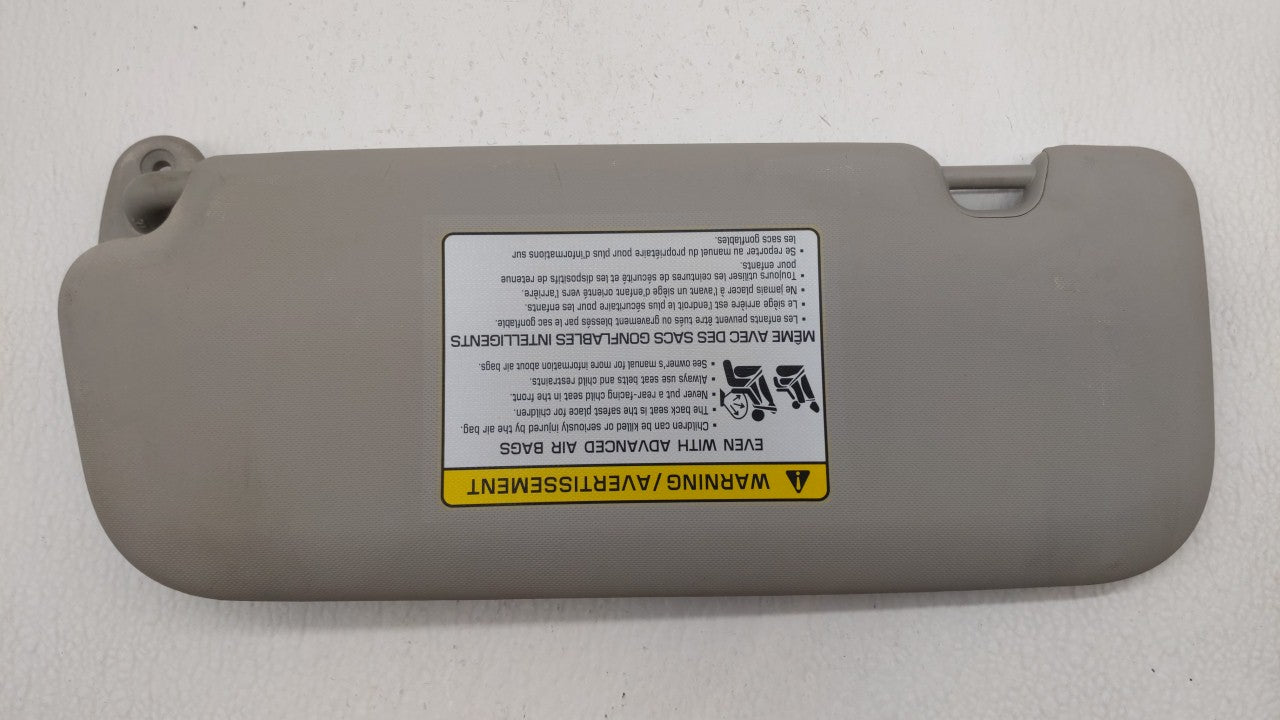 WARNING / AVERTISSEMENT
EVEN WITH ADVANCED AIR BAGS
• Children can be killed or seriously injured by the air bag.
• The back seat is the safest place for children.
• Never put a rear-facing child seat in the front.
• Always use seat belts and child restraints.
• See owner's manual for more information about air bags.
MÊME AVEC DES SACS GONFLABLES INTELLIGENTS
• Les enfants peuvent être tués ou gravement blessés par le sac gonflable.
• Le siège arrière est l'endroit le plus sécuritaire pour les enfants.
• Ne jamais placer à l'avant un siège d'enfant orienté vers l'arrière.
• Toujours utiliser les ceintures de sécurité et les dispositifs de retenue
pour enfants.
• Se reporter au manuel du propriétaire pour plus d'informations sur
les sacs gonflables.